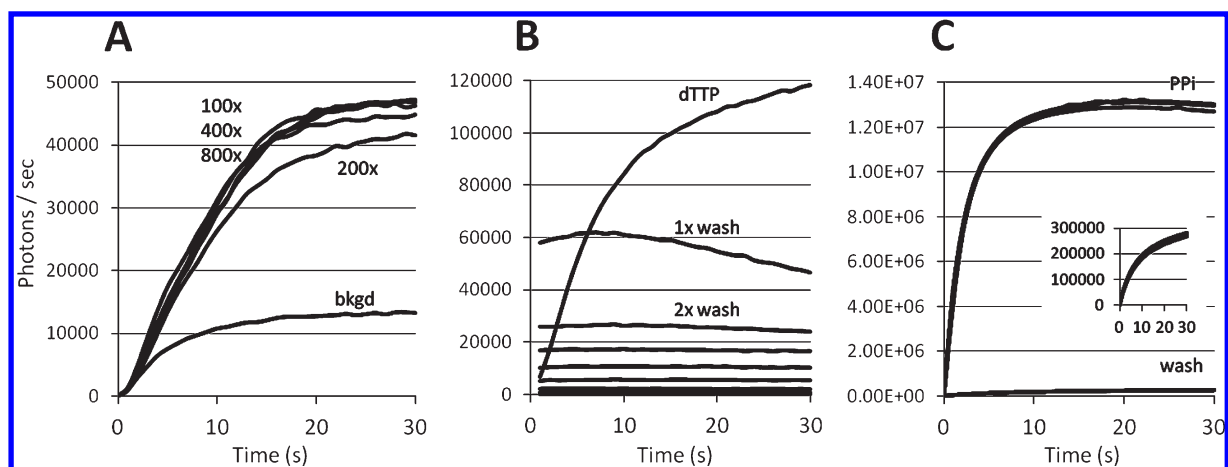 A
B
C
Photons / sec
50000
40000
30000
20000
10000
0
100x
400x
800x
200x
bkgd
0
10
20
30
Time (s)
120000
100000
80000
60000
40000
20000
0
dTTP
1x wash
2x wash
0
10
20
30
Time (s)
1.40E+07
1.20E+07
1.00E+07
8.00E+06
6.00E+06
4.00E+06
2.00E+06
0.00E+00
PPi
300000
200000
100000
0
0 10 20 30
wash
0
10
20
30
Time (s)